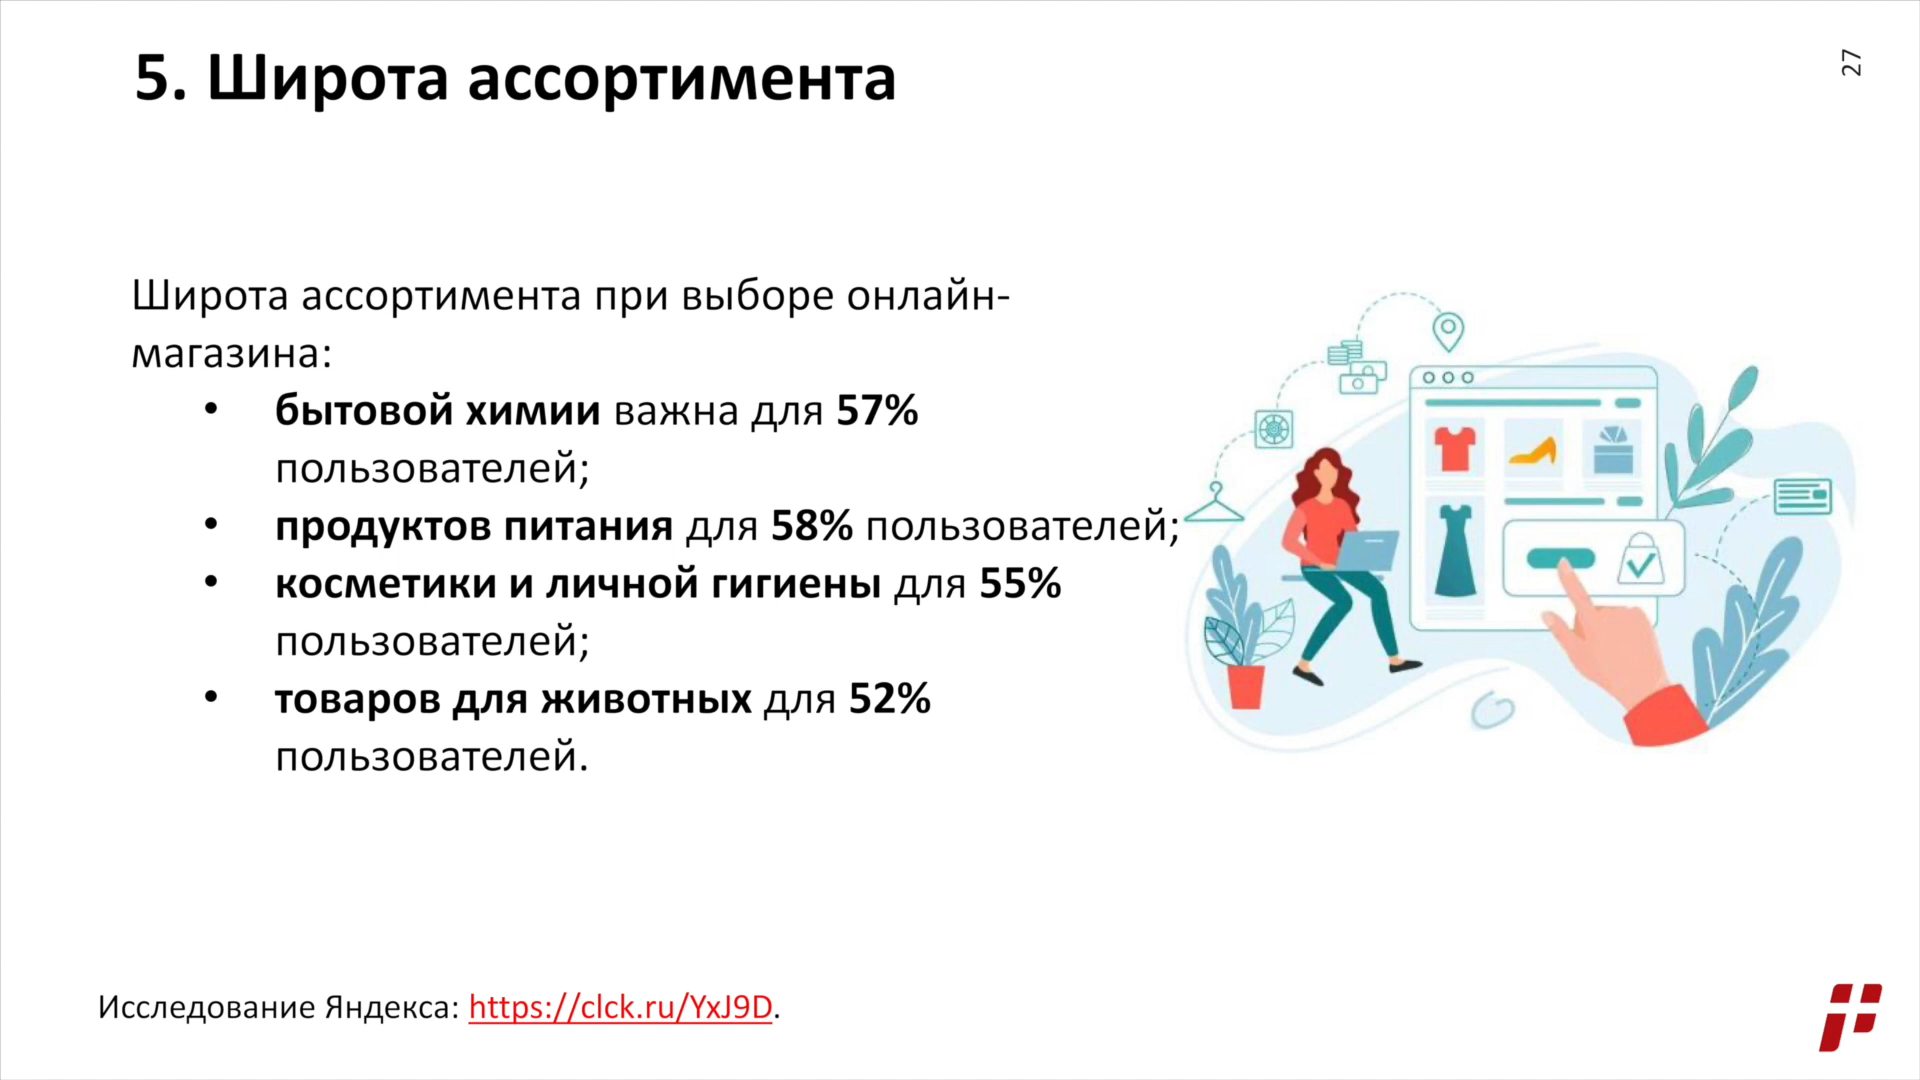 5. Широта ассортимента
27
Широта ассортимента при выборе онлайн-
магазина:
• бытовой химии важна для 57%
пользователей;
• продуктов питания для 58% пользователей;
• косметики и личной гигиены для 55%
пользователей;
• товаров для животных для 52%
пользователей.
Исследование Яндекса: https://clck.ru/YxJ9D.